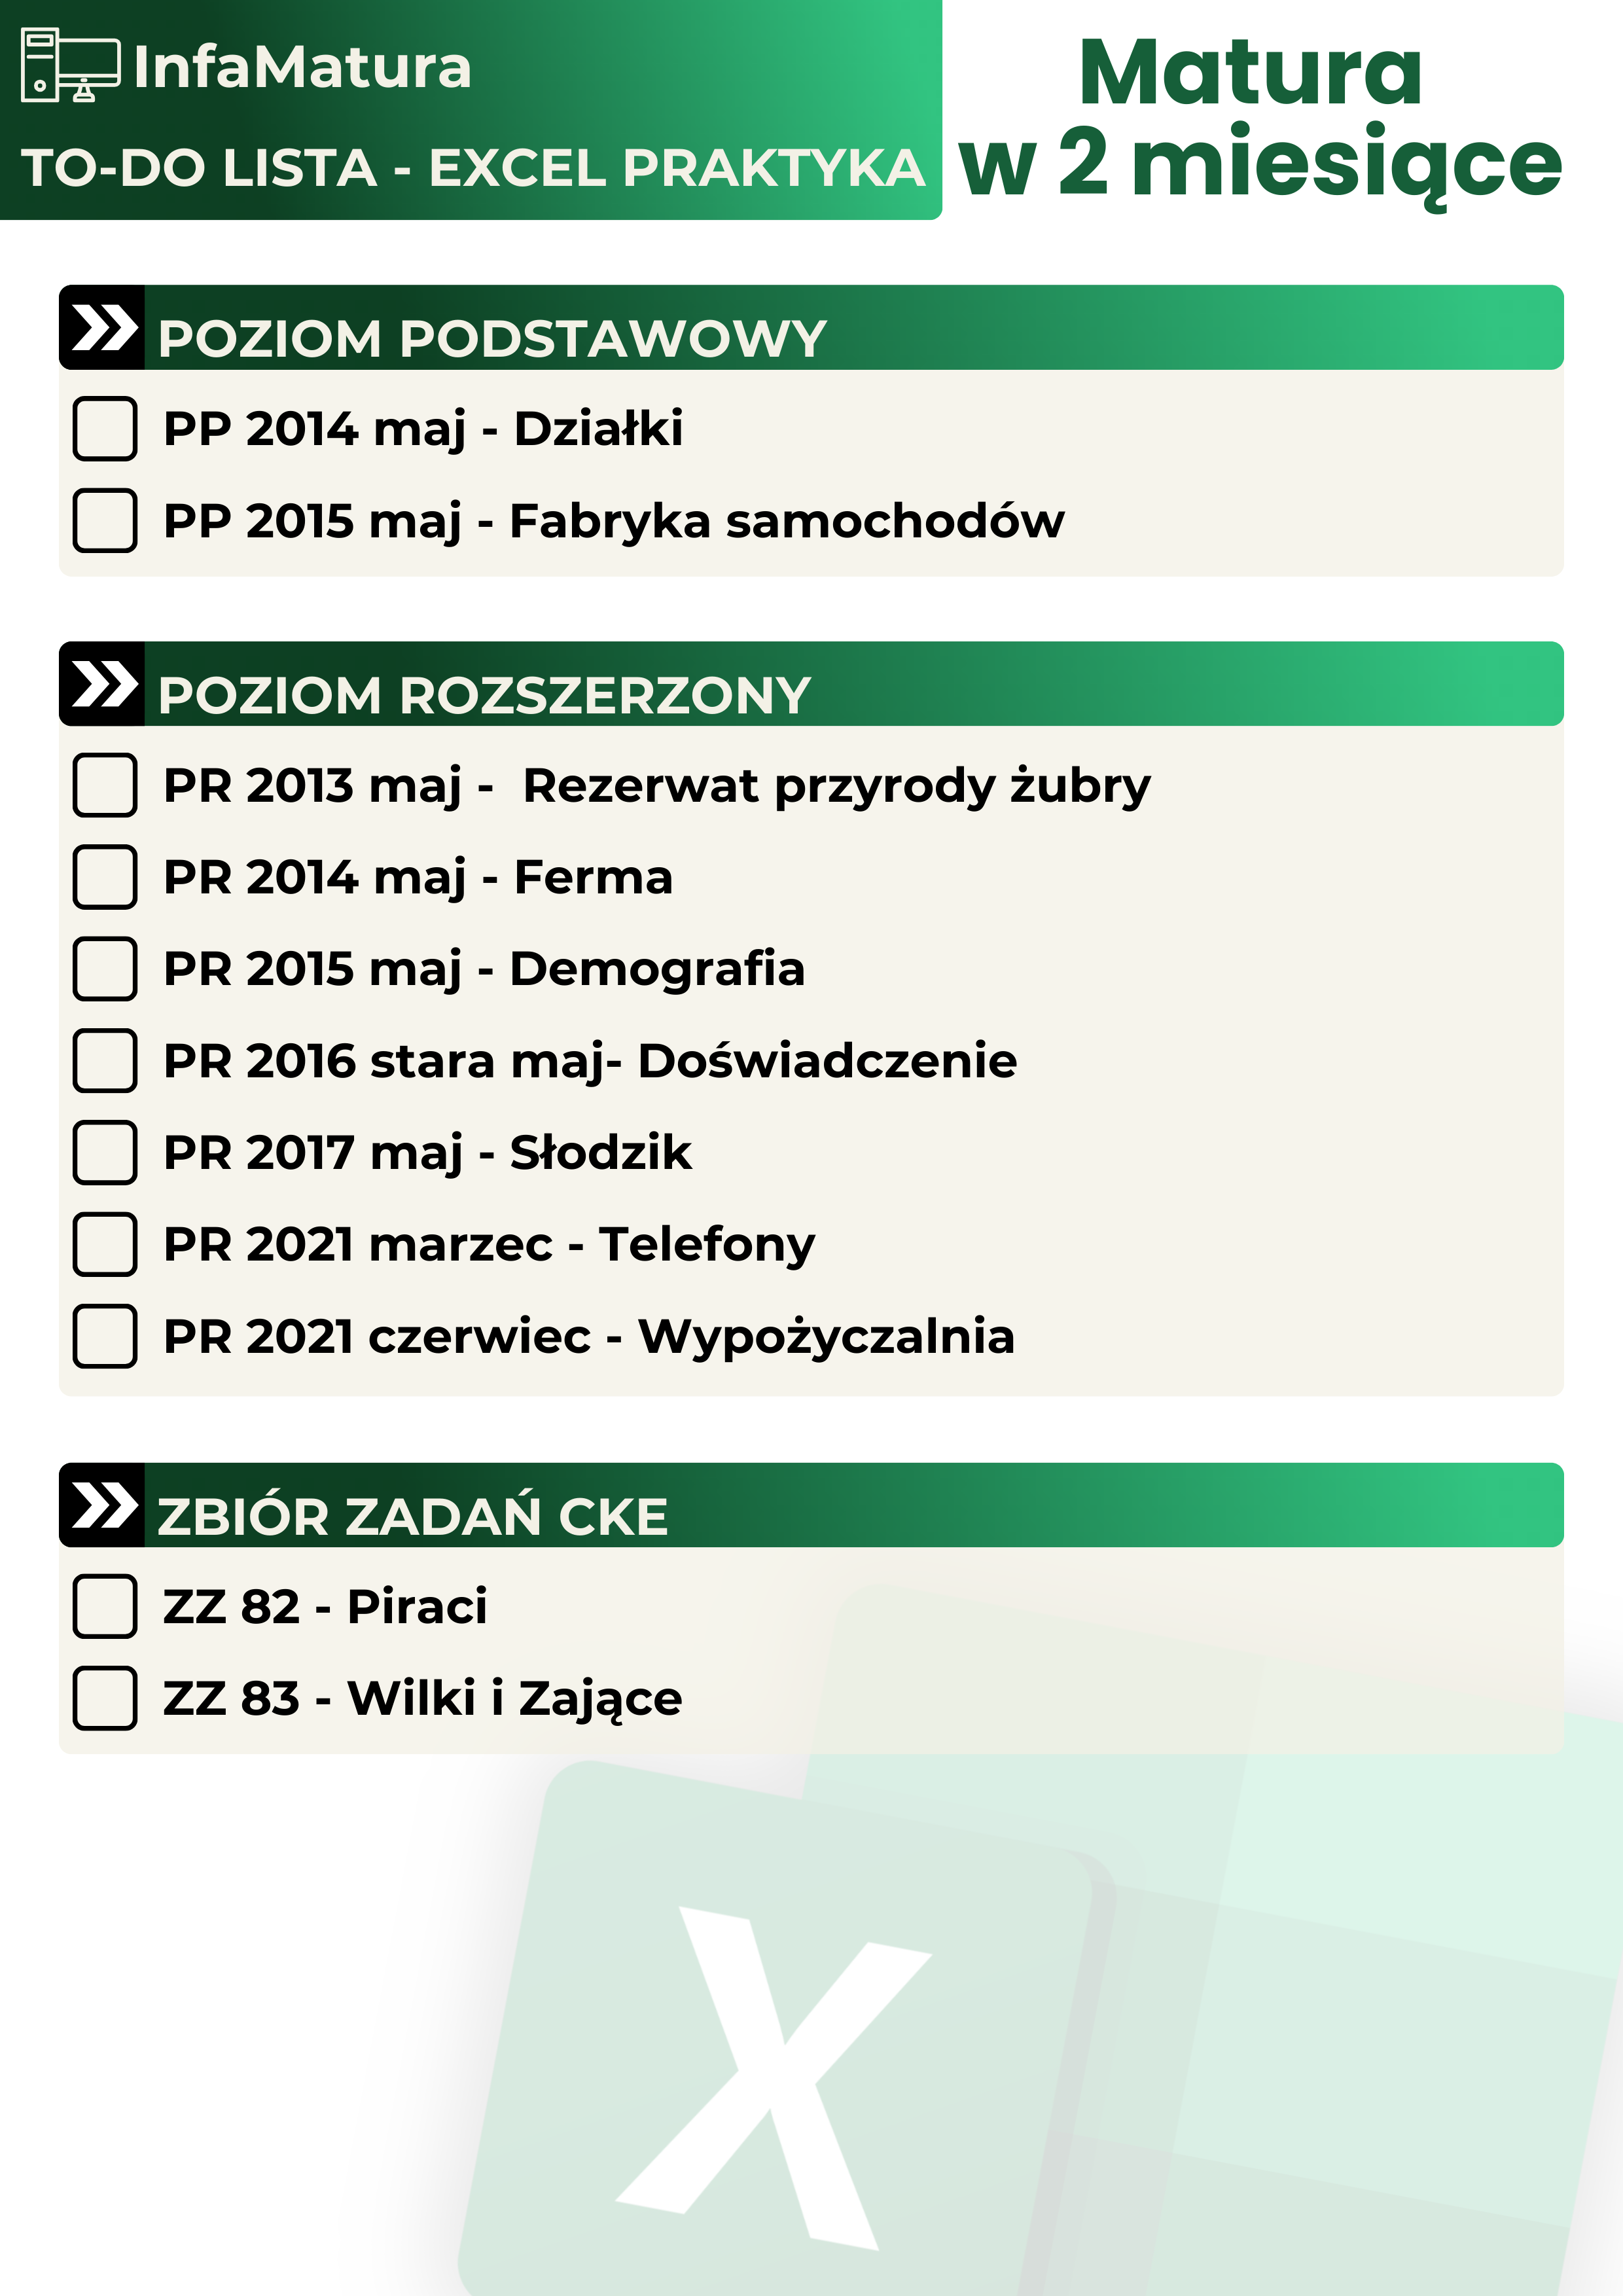 InfaMatura
TO-DO LISTA - EXCEL PRAKTYKA
Matura
w 2 miesiące
POZIOM PODSTAWOWY
PP 2014 maj - Działki
PP 2015 maj - Fabryka samochodów
POZIOM ROZSZERZONY
PR 2013 maj -  Rezerwat przyrody żubry
PR 2014 maj - Ferma
PR 2015 maj - Demografia
PR 2016 stara maj- Doświadczenie
PR 2017 maj - Słodzik
PR 2021 marzec - Telefony
PR 2021 czerwiec - Wypożyczalnia
ZBIÓR ZADAŃ CKE
ZZ 82 - Piraci
ZZ 83 - Wilki i Zające
X